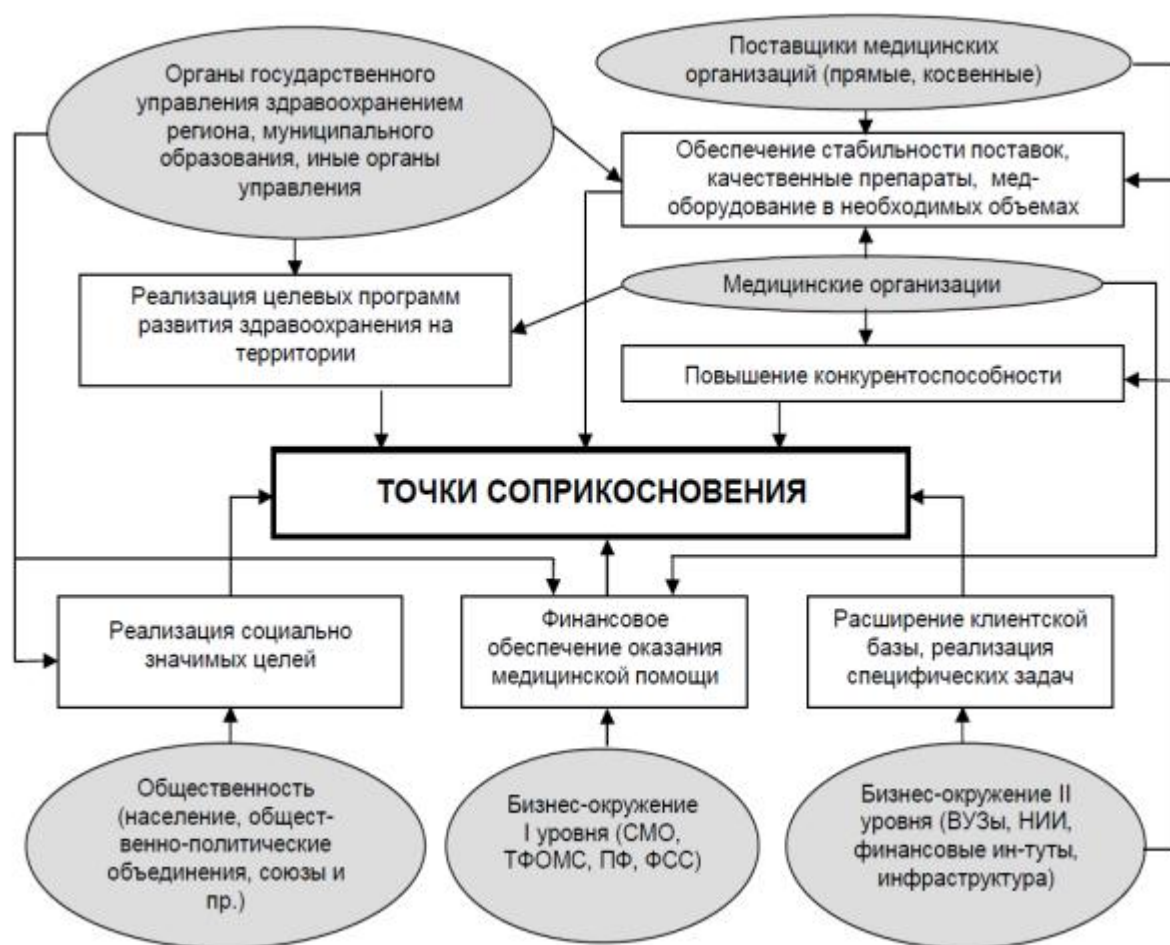 Органы государственного
управления здравоохранением
региона, муниципального
образования, иные органы
управления
Поставщики медицинских
организаций (прямые, косвенные)
Обеспечение стабильности поставок,
качественные препараты, мед-
оборудование в необходимых объемах
Реализация целевых программ
развития здравоохранения на
территории
Медицинские организации
Повышение конкурентоспособности
ТОЧКИ СОПРИКОСНОВЕНИЯ
Реализация социально
значимых целей
Финансовое
обеспечение оказания
медицинской помощи
Расширение клиентской
базы, реализация
специфических задач
Общественность
(население, общест-
венно-политические
объединения, союзы и
пр.)
Бизнес-окружение
I уровня (СМО,
ТФОМС, ПФ, ФСС)
Бизнес-окружение II
уровня (ВУЗы, НИИ,
финансовые ин-туты,
инфраструктура)